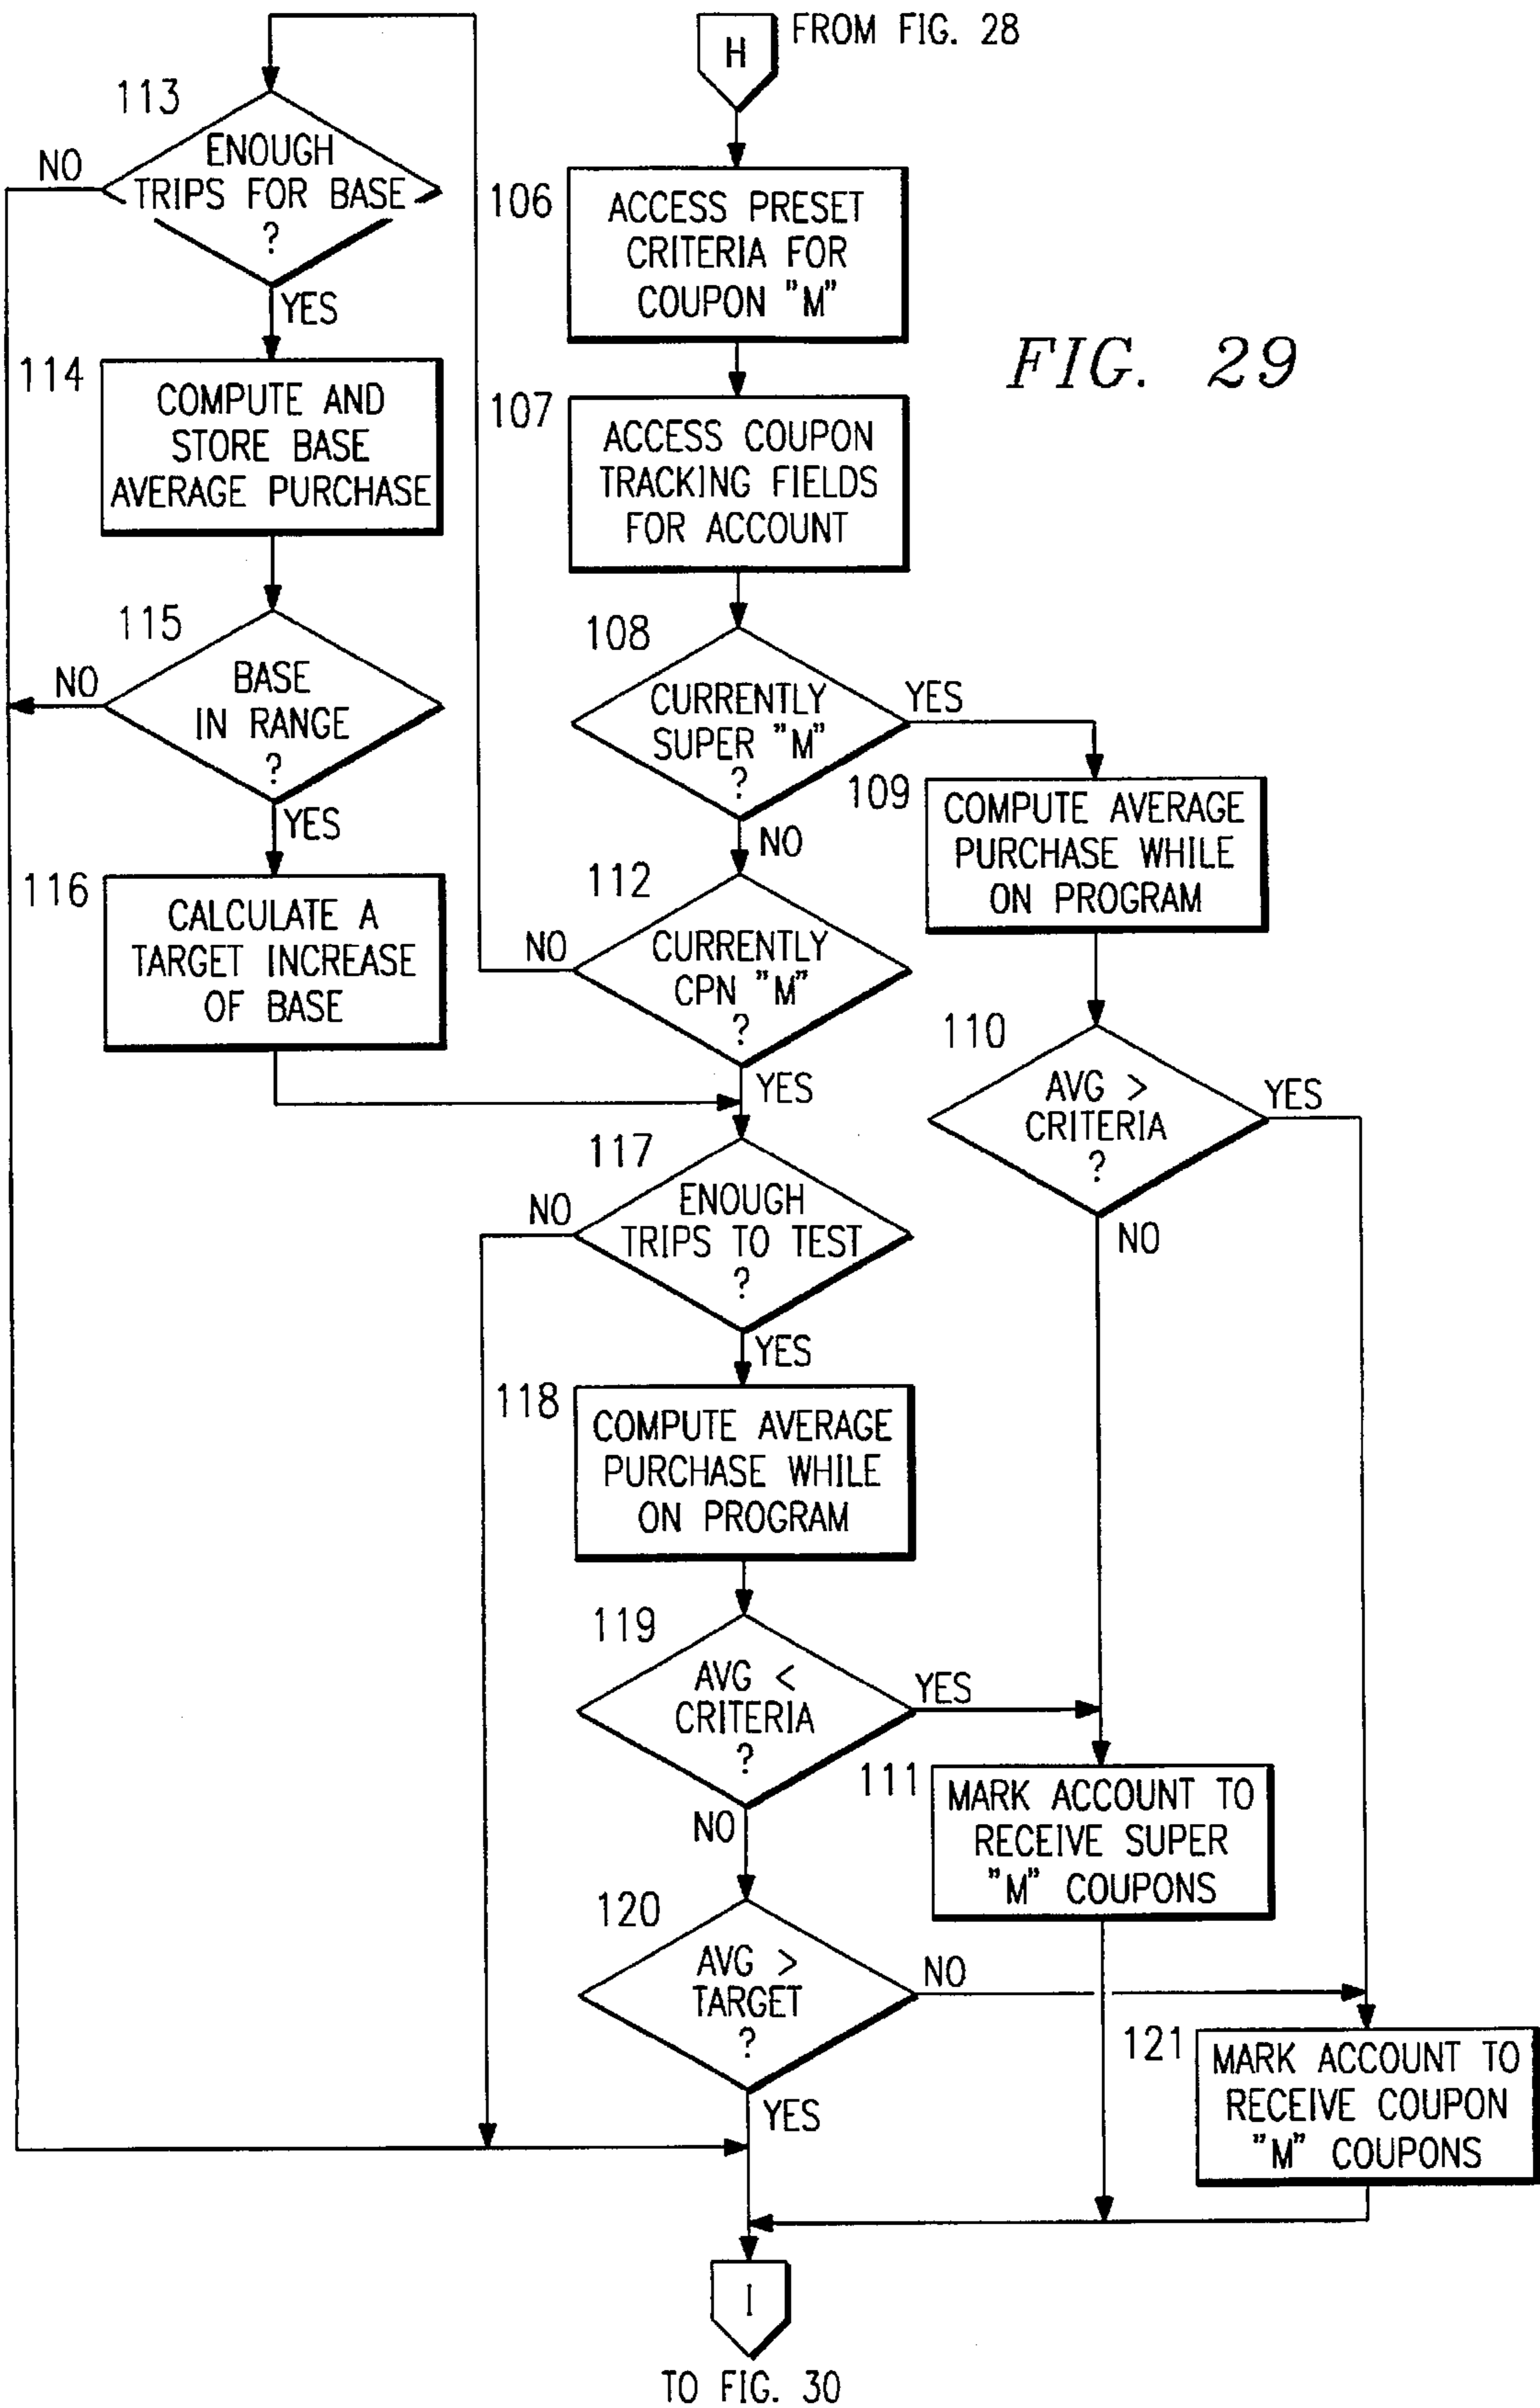 H
FROM FIG. 28
106
ACCESS PRESET
CRITERIA FOR
COUPON "M"
FIG. 29
107
ACCESS COUPON
TRACKING FIELDS
FOR ACCOUNT
108
CURRENTLY
SUPER "M"
?
YES
NO
109
COMPUTE AVERAGE
PURCHASE WHILE
ON PROGRAM
110
AVG >
CRITERIA
?
YES
NO
112
CURRENTLY
CPN "M"
?
NO
YES
113
ENOUGH
TRIPS FOR BASE
?
NO
YES
114
COMPUTE AND
STORE BASE
AVERAGE PURCHASE
115
BASE
IN RANGE
?
NO
YES
116
CALCULATE A
TARGET INCREASE
OF BASE
117
ENOUGH
TRIPS TO TEST
?
NO
YES
118
COMPUTE AVERAGE
PURCHASE WHILE
ON PROGRAM
119
AVG <
CRITERIA
?
YES
NO
111
MARK ACCOUNT TO
RECEIVE SUPER
"M" COUPONS
120
AVG >
TARGET
?
NO
YES
121
MARK ACCOUNT TO
RECEIVE COUPON
"M" COUPONS
I
TO FIG. 30